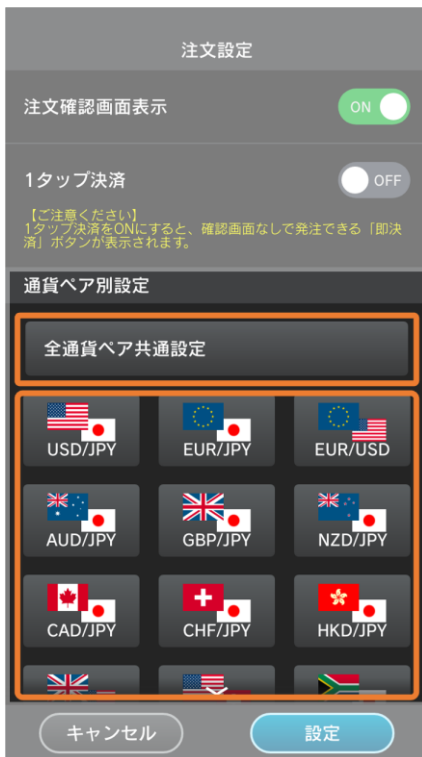 注文設定
注文確認画面表示
ON
1タップ決済
OFF
【ご注意ください】
1タップ決済をONにすると、確認画面なしで発注できる「即決
済」ボタンが表示されます。
通貨ペア別設定
全通貨ペア共通設定
USD/JPY EUR/JPY EUR/USD
AUD/JPY GBP/JPY NZD/JPY
CAD/JPY CHF/JPY HKD/JPY
キャンセル 設定